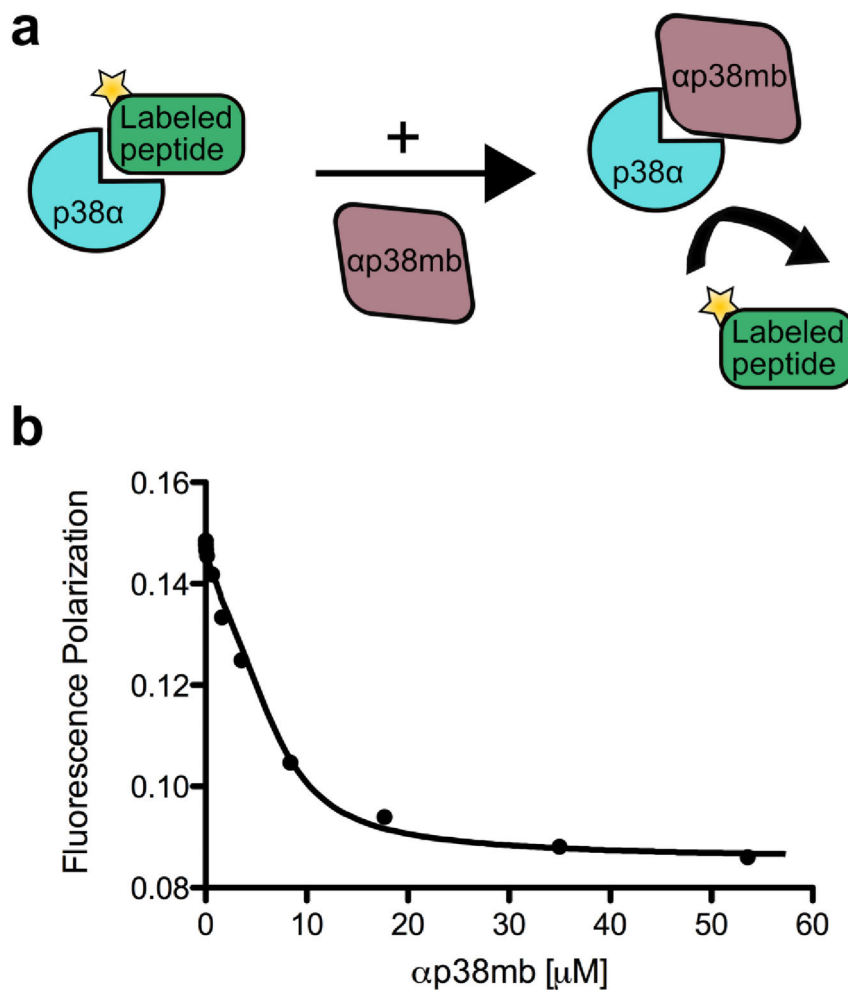 a
Labeled
peptide
p38α
+
αp38mb
αp38mb
p38α
Labeled
peptide
b
Fluorescence Polarization
0.16
0.14
0.12
0.10
0.08
0 10 20 30 40 50 60
αp38mb [μM]